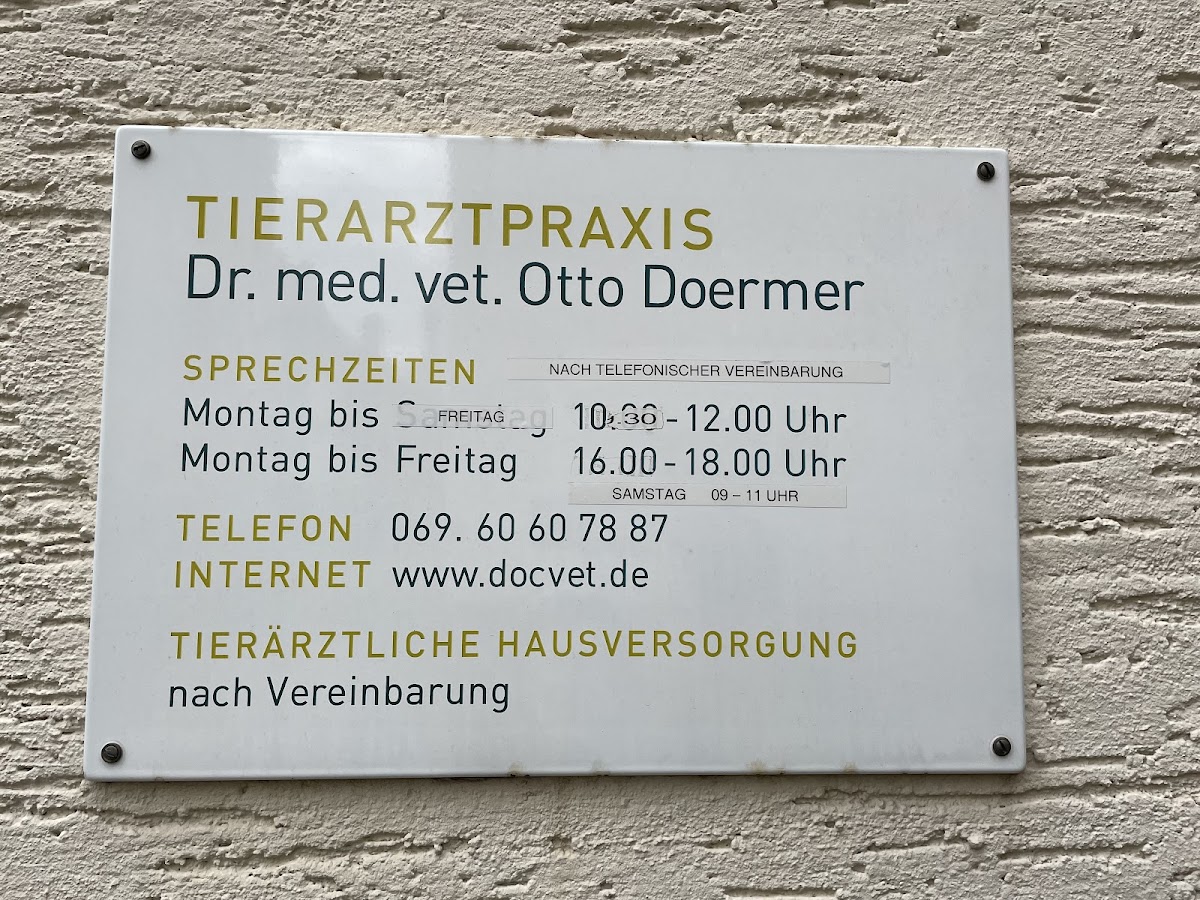 TIERARZTPRAXIS
Dr. med. vet. Otto Doermer
SPRECHZEITEN NACH TELEFONISCHER VEREINBARUNG
Montag bis FREITAG 9.30 - 12.00 Uhr
Montag bis Freitag 16.00 - 18.00 Uhr
SAMSTAG 09 – 11 UHR
TELEFON 069. 60 60 78 87
INTERNET www.docvet.de
TIERÄRZTLICHE HAUSVERSORGUNG
nach Vereinbarung